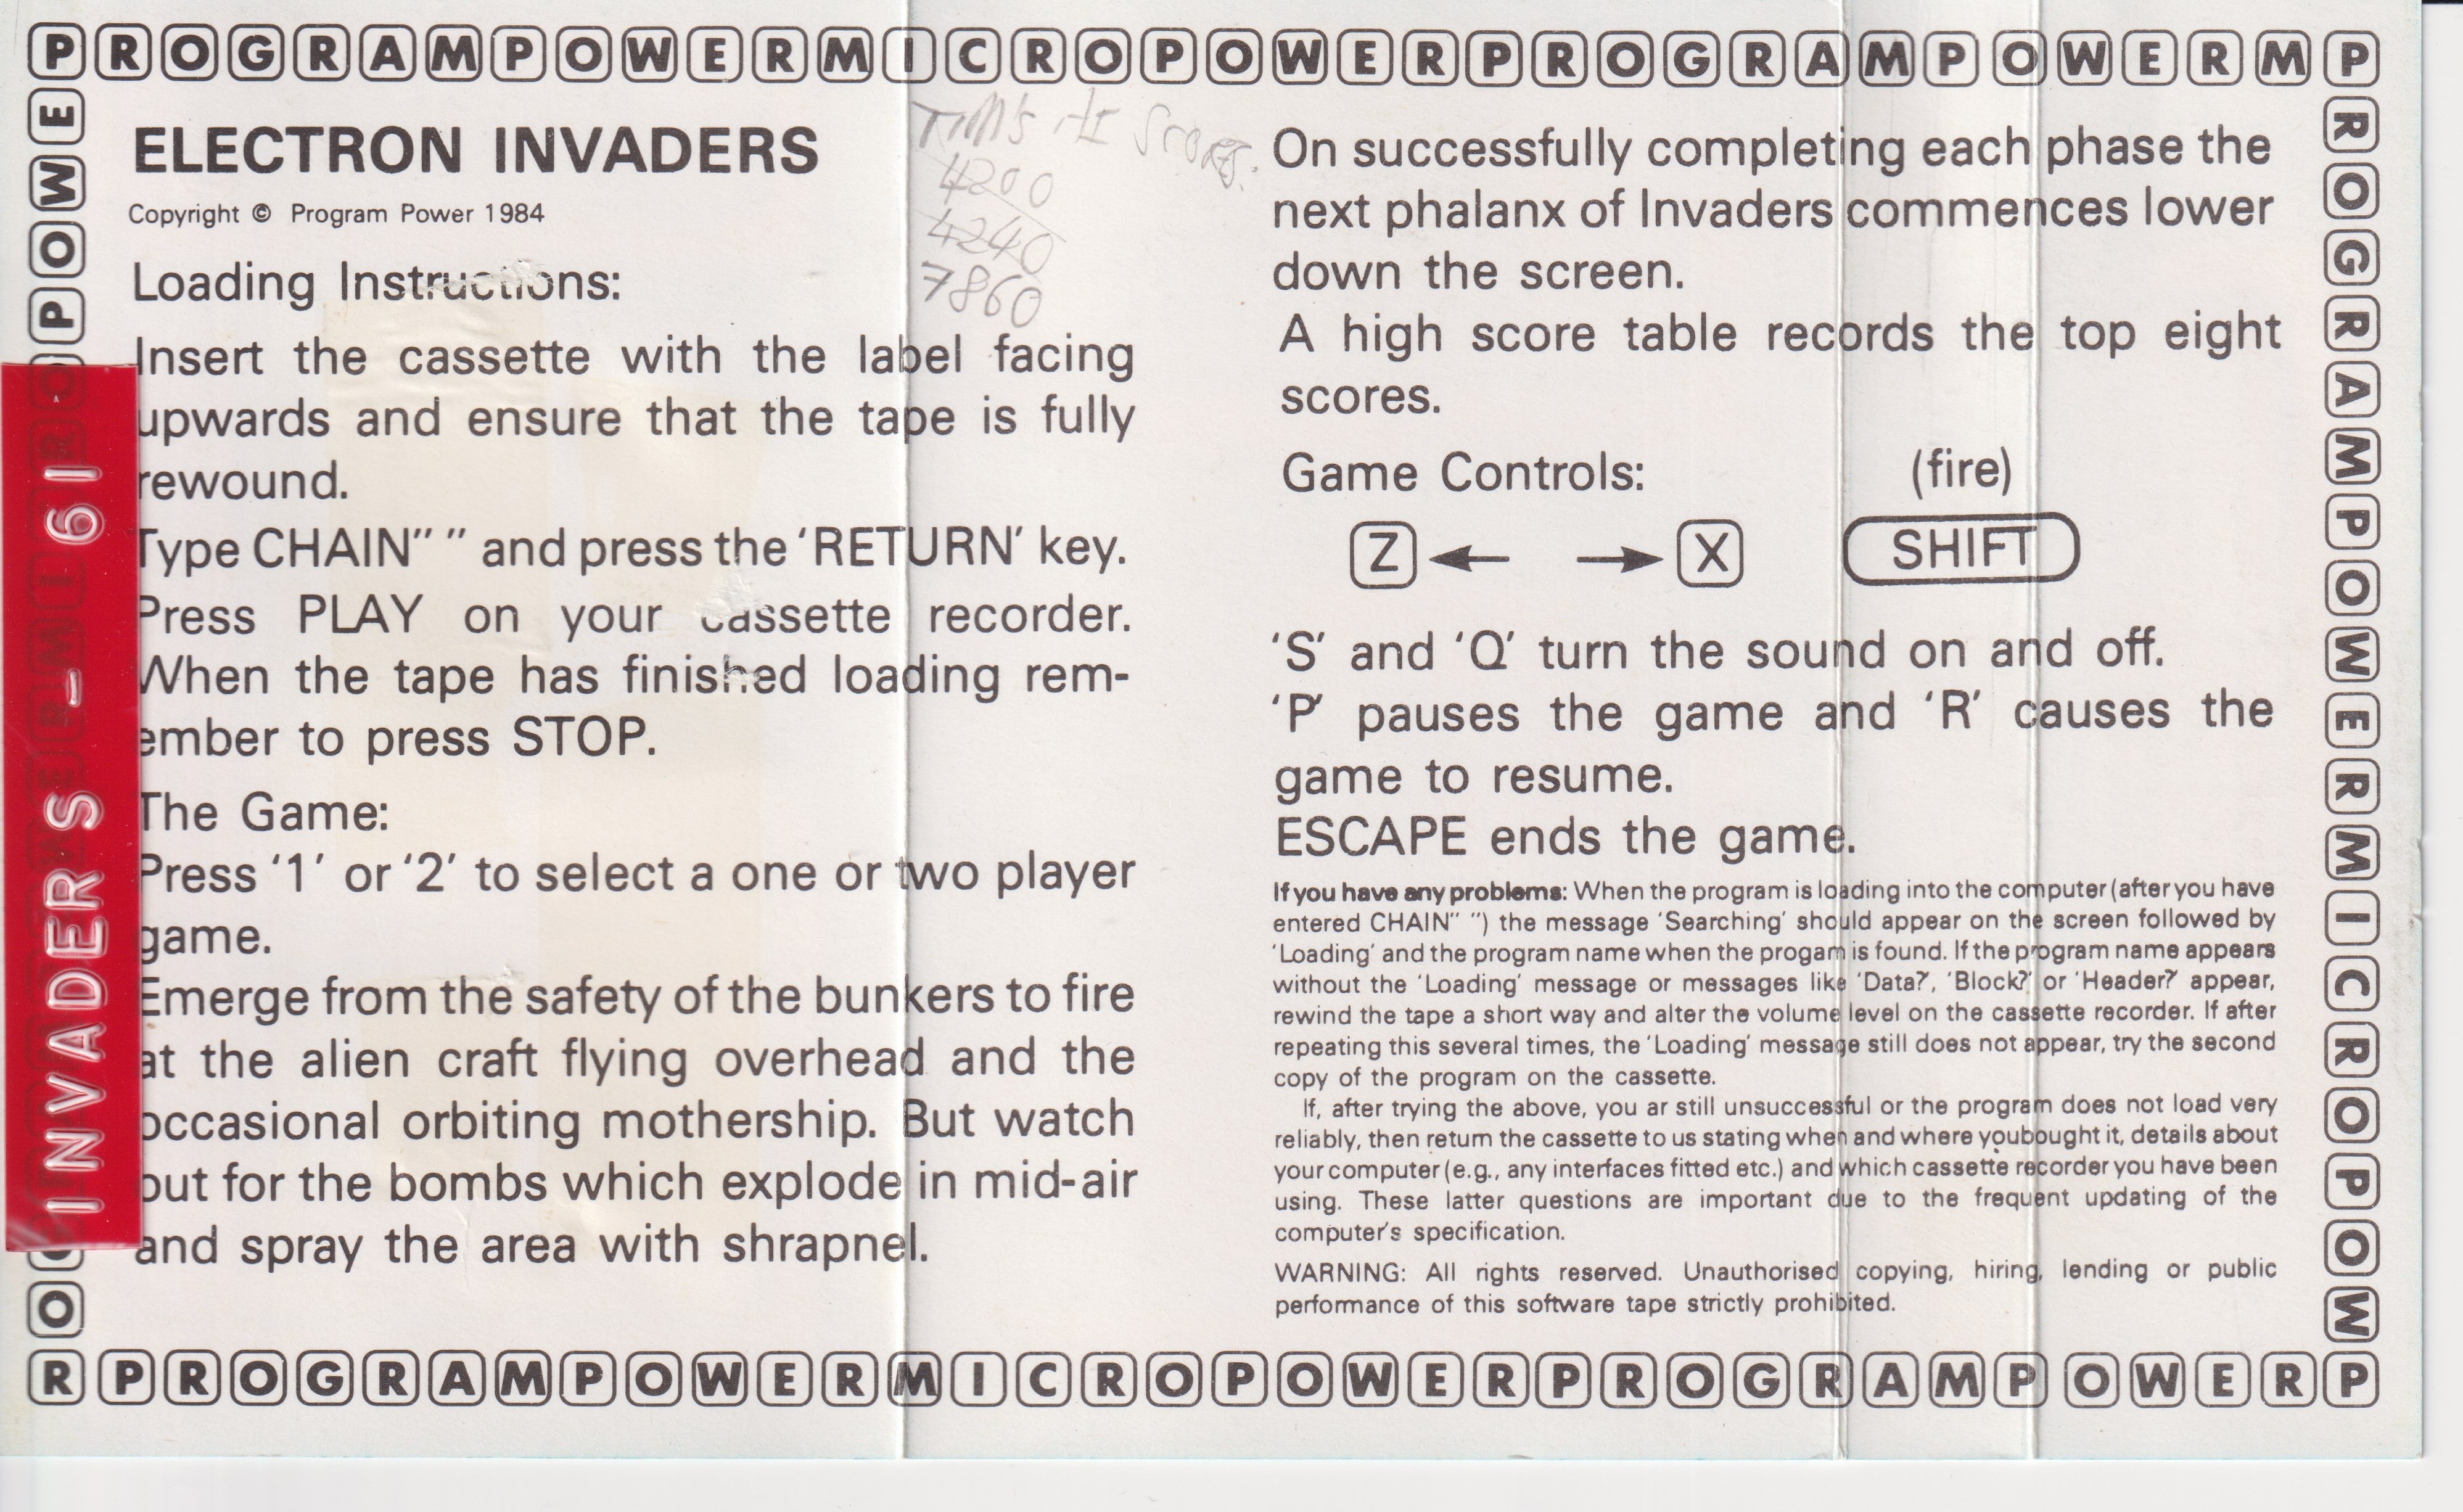 PROGRAMPOWERMICROPOWERPROGRAMPOWERMP
ELECTRON INVADERS
Copyright © Program Power 1984
TIM'S HI SCORES.
4200
4240
7860
Loading Instructions:
Insert the cassette with the label facing
upwards and ensure that the tape is fully
rewound.
Type CHAIN" " and press the 'RETURN' key.
Press PLAY on your cassette recorder.
When the tape has finished loading rem-
ember to press STOP.
The Game:
Press '1' or '2' to select a one or two player
game.
Emerge from the safety of the bunkers to fire
at the alien craft flying overhead and the
occasional orbiting mothership. But watch
out for the bombs which explode in mid-air
and spray the area with shrapnel.
INVADERS_61
On successfully completing each phase the
next phalanx of Invaders commences lower
down the screen.
A high score table records the top eight
scores.
Game Controls:
(fire)
Z ← → X SHIFT
'S' and 'Q' turn the sound on and off.
'P' pauses the game and 'R' causes the
game to resume.
ESCAPE ends the game.
If you have any problems: When the program is loading into the computer (after you have
entered CHAIN" ") the message 'Searching' should appear on the screen followed by
'Loading' and the program name when the progam is found. If the program name appears
without the 'Loading' message or messages like 'Data?', 'Block?' or 'Header?' appear,
rewind the tape a short way and alter the volume level on the cassette recorder. If after
repeating this several times, the 'Loading' message still does not appear, try the second
copy of the program on the cassette.
If, after trying the above, you ar still unsuccessful or the program does not load very
reliably, then return the cassette to us stating when and where youbought it, details about
your computer (e.g., any interfaces fitted etc.) and which cassette recorder you have been
using. These latter questions are important due to the frequent updating of the
computer's specification.
WARNING: All rights reserved. Unauthorised copying, hiring, lending or public
performance of this software tape strictly prohibited.
ROGRAMPOWERMICROPOW
RPROGRAMPOWERMICROPOWERPROGRAMPOWERP